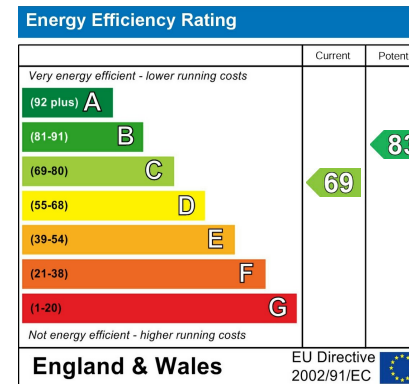 Energy Efficiency Rating
Current
Very energy efficient - lower running costs
(92 plus) A
(81-91) B
83
(69-80) C
69
(55-68) D
(39-54) E
(21-38) F
(1-20) G
Not energy efficient - higher running costs
England & Wales
EU Directive
2002/91/EC